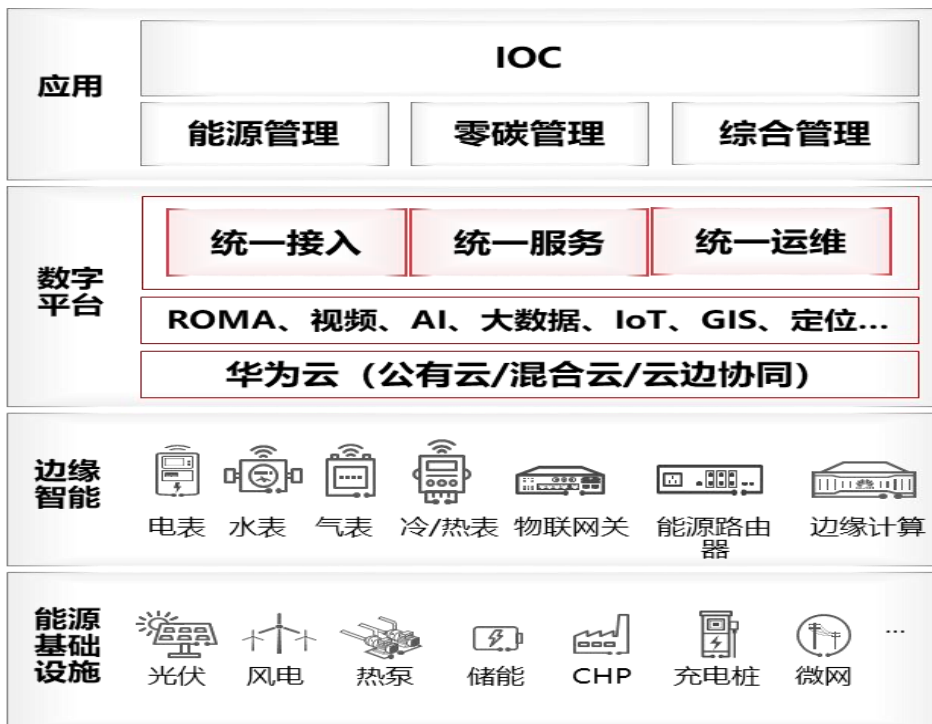 应用
IOC
能源管理
零碳管理
综合管理
数字
平台
统一接入
统一服务
统一运维
ROMA、视频、AI、大数据、IoT、GIS、定位...
华为云（公有云/混合云/云边协同）
边缘
智能
电表
水表
气表
冷/热表
物联网关
能源路由
器
边缘计算
能源
基础
设施
光伏
风电
热泵
储能
CHP
充电桩
微网
...